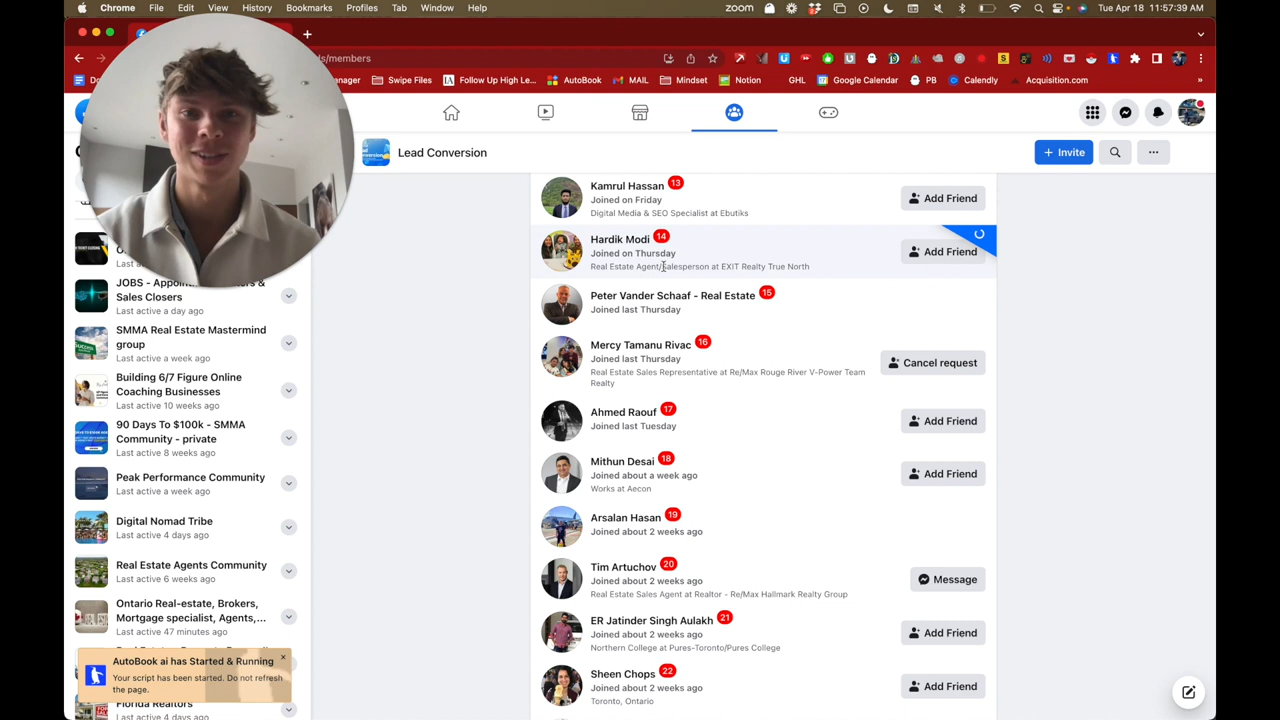 Chrome File Edit View History Bookmarks Profiles Tab Window Help
zoom
Tue Apr 18 11:57:39 AM
s/members
Do
nager
Swipe Files
Follow Up High Le...
AutoBook
MAIL
Mindset
Notion
GHL
Google Calendar
PB
Calendly
Acquisition.com
Lead Conversion
+ Invite
Last a
JOBS - Appoin
& Sales Closers
Last active a day ago
SMMA Real Estate Mastermind
group
Last active a week ago
Building 6/7 Figure Online
Coaching Businesses
Last active 10 weeks ago
90 Days To $100k - SMMA
Community - private
Last active 8 weeks ago
Peak Performance Community
Last active a week ago
Digital Nomad Tribe
Last active 4 days ago
Real Estate Agents Community
Last active 6 weeks ago
Ontario Real-estate, Brokers,
Mortgage specialist, Agents,...
Last active 47 minutes ago
AutoBook ai has Started & Running
Your script has been started. Do not refresh
the page.
Florida Realtors
Last active 4 days ago
Kamrul Hassan 13
Joined on Friday
Digital Media & SEO Specialist at Ebutiks
Add Friend
Hardik Modi 14
Joined on Thursday
Real Estate Agent/Salesperson at EXIT Realty True North
Add Friend
Peter Vander Schaaf - Real Estate 15
Joined last Thursday
Mercy Tamanu Rivac 16
Joined last Thursday
Real Estate Sales Representative at Re/Max Rouge River V-Power Team
Realty
Cancel request
Ahmed Raouf 17
Joined last Tuesday
Add Friend
Mithun Desai 18
Joined about a week ago
Works at Aecon
Add Friend
Arsalan Hasan 19
Joined about 2 weeks ago
Tim Artuchov 20
Joined about 2 weeks ago
Real Estate Sales Agent at Realtor - Re/Max Hallmark Realty Group
Message
ER Jatinder Singh Aulakh 21
Joined about 2 weeks ago
Northern College at Pures-Toronto/Pures College
Add Friend
Sheen Chops 22
Joined about 2 weeks ago
Toronto, Ontario
Add Friend